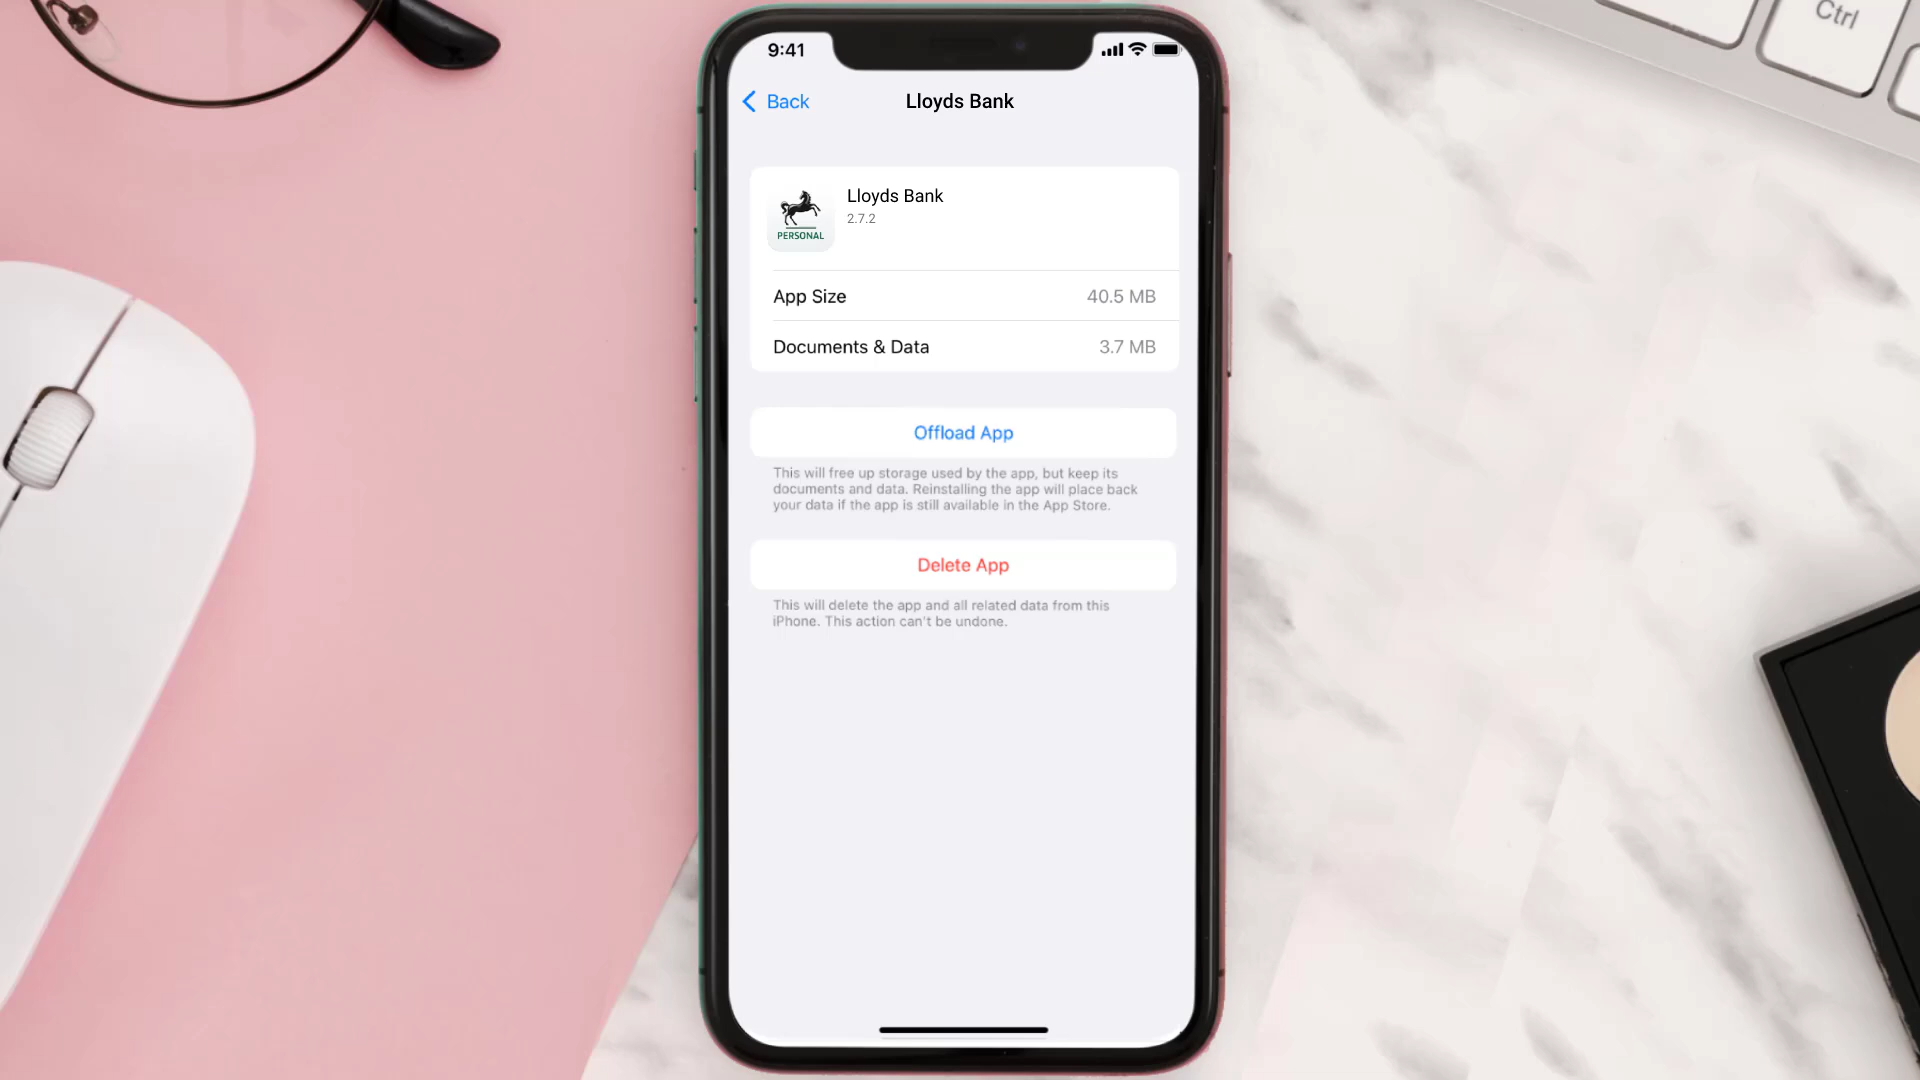 Ctrl
9:41
Back
Lloyds Bank
Lloyds Bank
2.7.2
PERSONAL
App Size
40.5 MB
Documents & Data
3.7 MB
Offload App
This will free up storage used by the app, but keep its
documents and data. Reinstalling the app will place back
your data if the app is still available in the App Store.
Delete App
This will delete the app and all related data from this
iPhone. This action can't be undone.